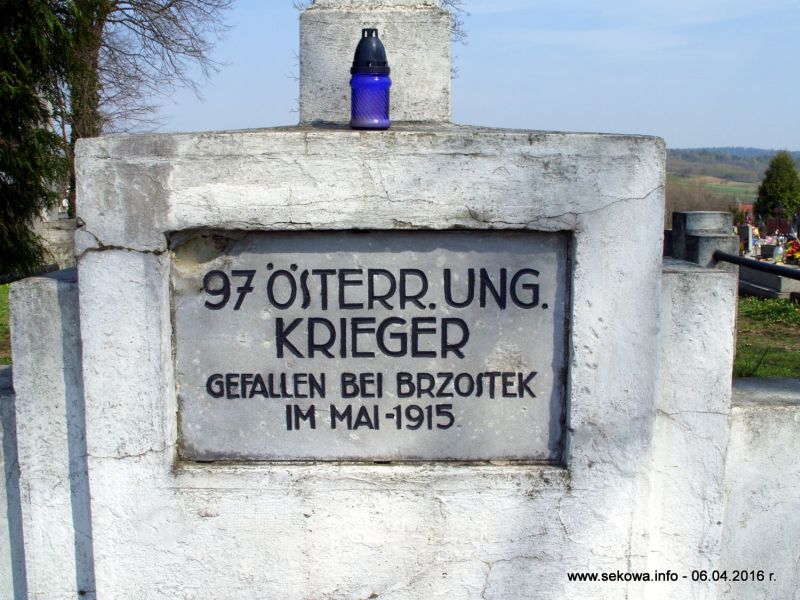 97 ÖSTERR. UNG.
KRIEGER
GEFALLEN BEI BRZOSTEK
IM MAI - 1915
www.sekowa.info - 06.04.2016 r.